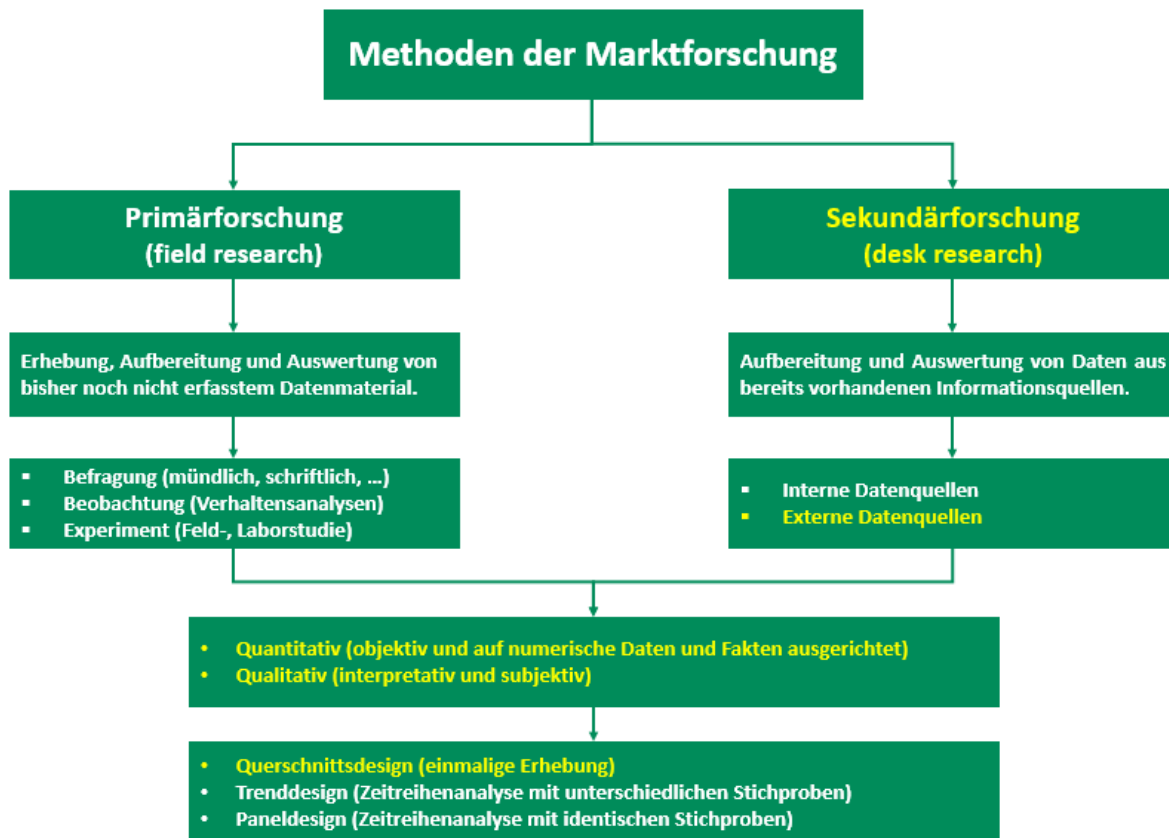 Methoden der Marktforschung
Primärforschung
(field research)
Sekundärforschung
(desk research)
Erhebung, Aufbereitung und Auswertung von
bisher noch nicht erfasstem Datenmaterial.
Aufbereitung und Auswertung von Daten aus
bereits vorhandenen Informationsquellen.
▪ Befragung (mündlich, schriftlich, …)
▪ Beobachtung (Verhaltensanalysen)
▪ Experiment (Feld-, Laborstudie)
▪ Interne Datenquellen
▪ Externe Datenquellen
• Quantitativ (objektiv und auf numerische Daten und Fakten ausgerichtet)
• Qualitativ (interpretativ und subjektiv)
• Querschnittsdesign (einmalige Erhebung)
• Trenddesign (Zeitreihenanalyse mit unterschiedlichen Stichproben)
• Paneldesign (Zeitreihenanalyse mit identischen Stichproben)